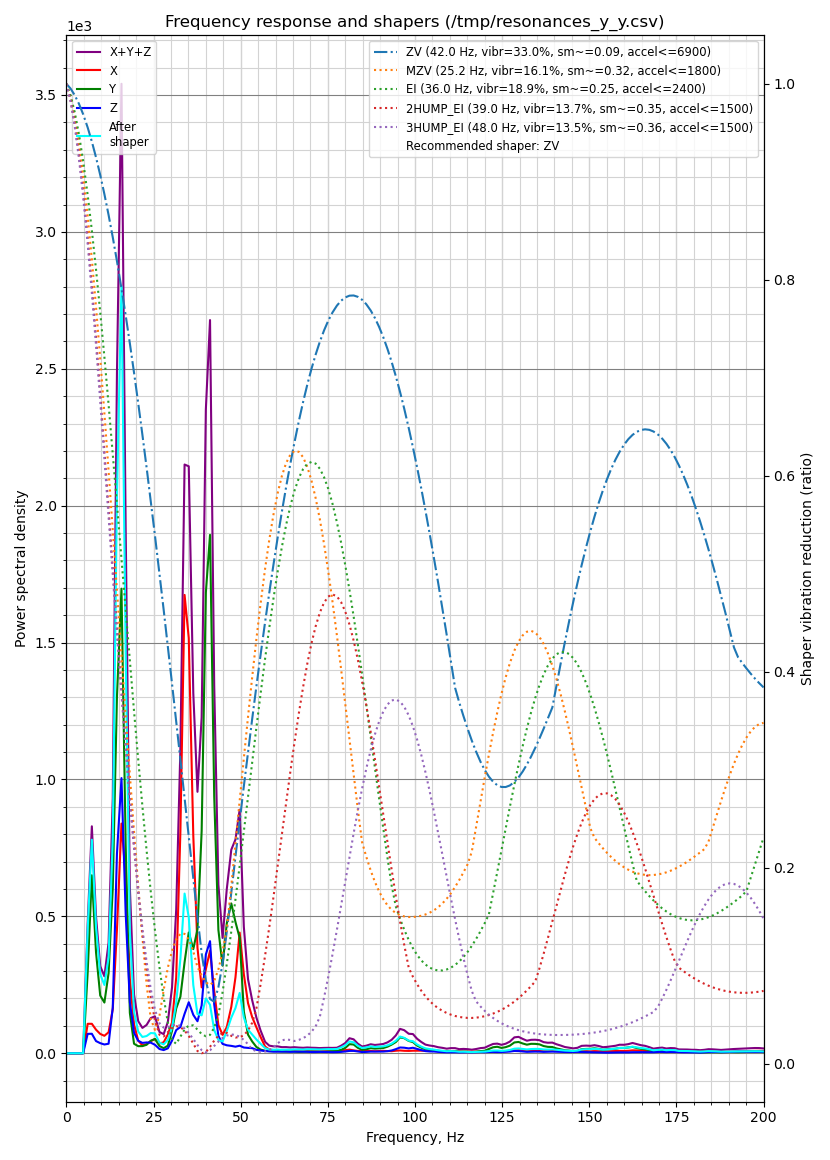 Frequency response and shapers (/tmp/resonances_y_y.csv)
1e3
X+Y+Z
X
Y
Z
After
shaper
ZV (42.0 Hz, vibr=33.0%, sm~=0.09, accel<=6900)
MZV (25.2 Hz, vibr=16.1%, sm~=0.32, accel<=1800)
EI (36.0 Hz, vibr=18.9%, sm~=0.25, accel<=2400)
2HUMP_EI (39.0 Hz, vibr=13.7%, sm~=0.35, accel<=1500)
3HUMP_EI (48.0 Hz, vibr=13.5%, sm~=0.36, accel<=1500)
Recommended shaper: ZV
Power spectral density
3.5
3.0
2.5
2.0
1.5
1.0
0.5
0.0
1.0
0.8
0.6
0.4
0.2
0.0
Shaper vibration reduction (ratio)
0 25 50 75 100 125 150 175 200
Frequency, Hz